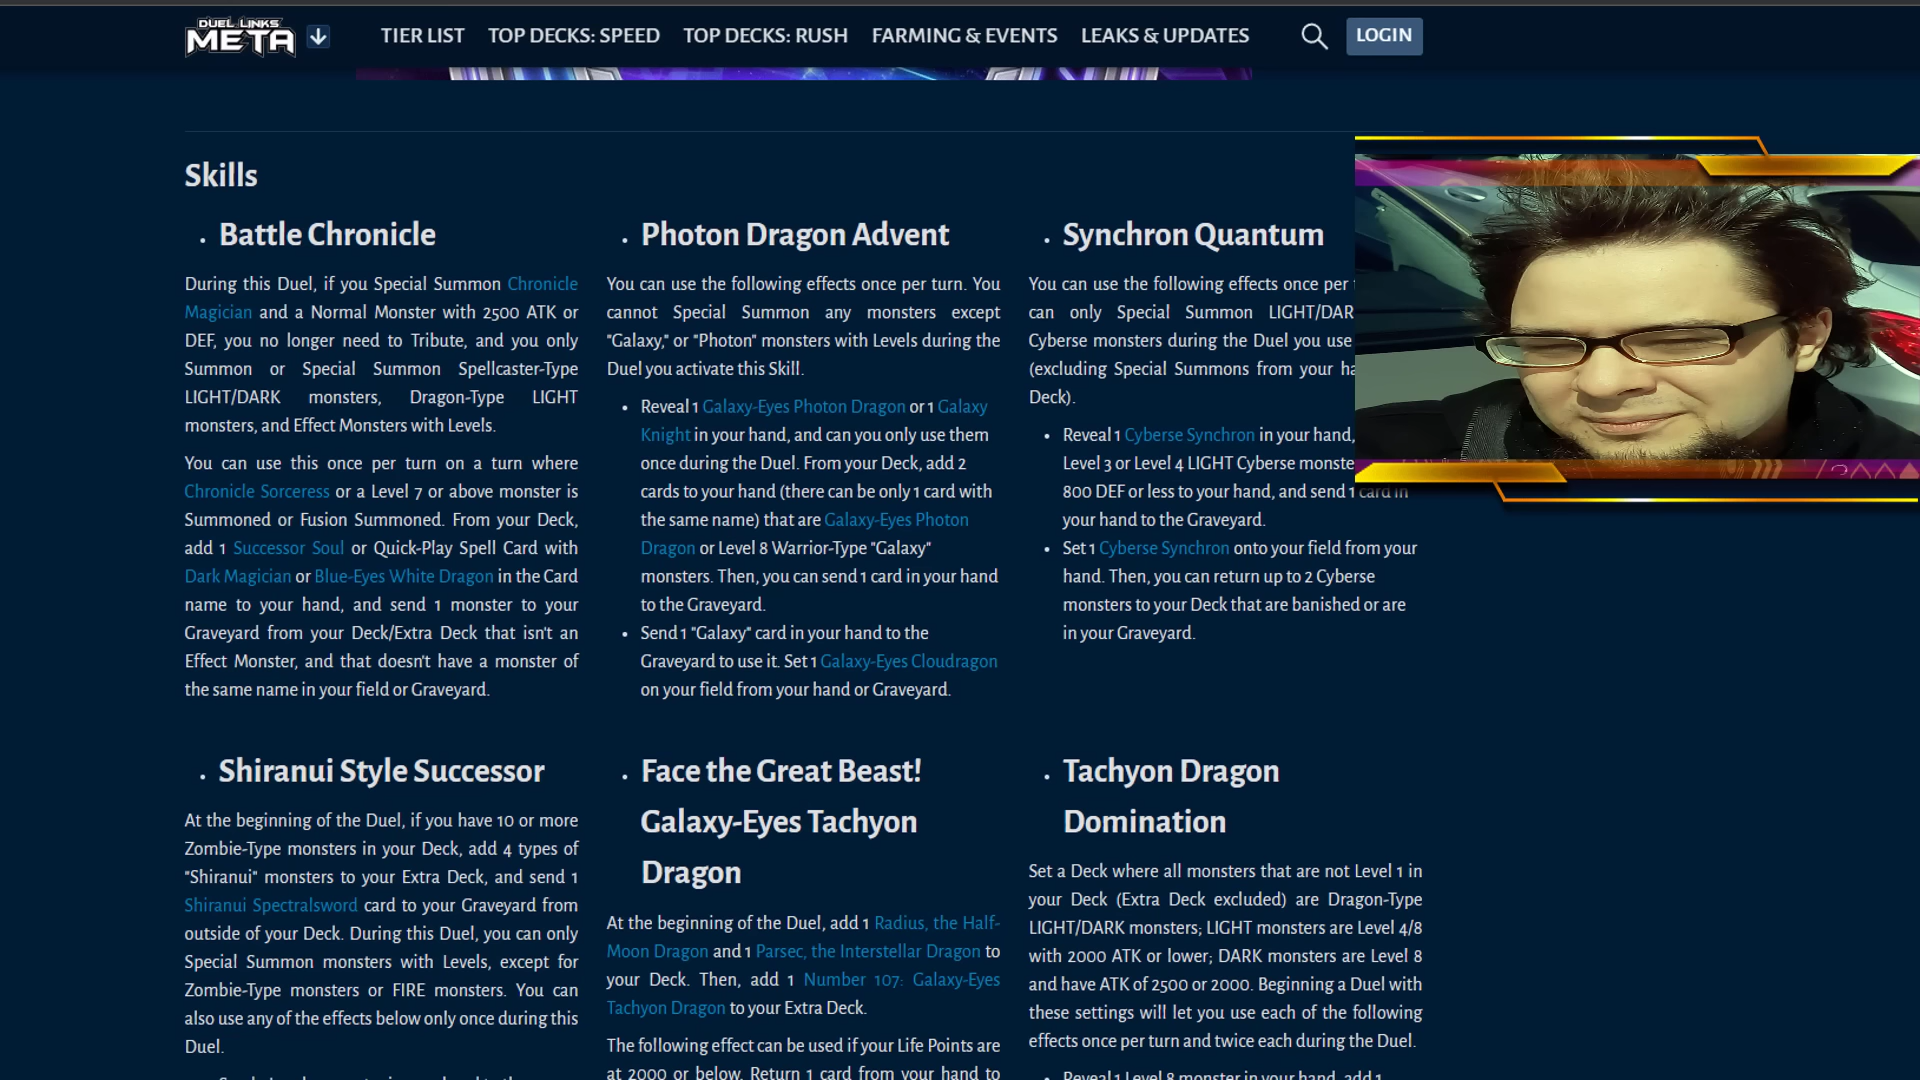 DUEL LINKS
META
TIER LIST
TOP DECKS: SPEED
TOP DECKS: RUSH
FARMING & EVENTS
LEAKS & UPDATES
LOGIN
Skills
• Battle Chronicle
During this Duel, if you Special Summon Chronicle
Magician and a Normal Monster with 2500 ATK or
DEF, you no longer need to Tribute, and you only
Summon or Special Summon Spellcaster-Type
LIGHT/DARK monsters, Dragon-Type LIGHT
monsters, and Effect Monsters with Levels.
You can use this once per turn on a turn where
Chronicle Sorceress or a Level 7 or above monster is
Summoned or Fusion Summoned. From your Deck,
add 1 Successor Soul or Quick-Play Spell Card with
Dark Magician or Blue-Eyes White Dragon in the Card
name to your hand, and send 1 monster to your
Graveyard from your Deck/Extra Deck that isn't an
Effect Monster, and that doesn't have a monster of
the same name in your field or Graveyard.
• Photon Dragon Advent
You can use the following effects once per turn. You
cannot Special Summon any monsters except
"Galaxy," or "Photon" monsters with Levels during the
Duel you activate this Skill.
• Reveal 1 Galaxy-Eyes Photon Dragon or 1 Galaxy
Knight in your hand, and can you only use them
once during the Duel. From your Deck, add 2
cards to your hand (there can be only 1 card with
the same name) that are Galaxy-Eyes Photon
Dragon or Level 8 Warrior-Type "Galaxy"
monsters. Then, you can send 1 card in your hand
to the Graveyard.
• Send 1 "Galaxy" card in your hand to the
Graveyard to use it. Set 1 Galaxy-Eyes Cloudragon
on your field from your hand or Graveyard.
• Synchron Quantum
You can use the following effects once per
can only Special Summon LIGHT/DAR
Cyberse monsters during the Duel you use
(excluding Special Summons from your ha
Deck).
• Reveal 1 Cyberse Synchron in your hand,
Level 3 or Level 4 LIGHT Cyberse monste
800 DEF or less to your hand, and send 1 card in
your hand to the Graveyard.
• Set 1 Cyberse Synchron onto your field from your
hand. Then, you can return up to 2 Cyberse
monsters to your Deck that are banished or are
in your Graveyard.
• Shiranui Style Successor
At the beginning of the Duel, if you have 10 or more
Zombie-Type monsters in your Deck, add 4 types of
"Shiranui" monsters to your Extra Deck, and send 1
Shiranui Spectralsword card to your Graveyard from
outside of your Deck. During this Duel, you can only
Special Summon monsters with Levels, except for
Zombie-Type monsters or FIRE monsters. You can
also use any of the effects below only once during this
Duel.
• Face the Great Beast!
Galaxy-Eyes Tachyon
Dragon
At the beginning of the Duel, add 1 Radius, the Half-
Moon Dragon and 1 Parsec, the Interstellar Dragon to
your Deck. Then, add 1 Number 107: Galaxy-Eyes
Tachyon Dragon to your Extra Deck.
The following effect can be used if your Life Points are
at 2000 or below. Return 1 card from your hand to
• Tachyon Dragon
Domination
Set a Deck where all monsters that are not Level 1 in
your Deck (Extra Deck excluded) are Dragon-Type
LIGHT/DARK monsters; LIGHT monsters are Level 4/8
with 2000 ATK or lower; DARK monsters are Level 8
and have ATK of 2500 or 2000. Beginning a Duel with
these settings will let you use each of the following
effects once per turn and twice each during the Duel.
• Reveal 1 Level 8 monster in your hand, add 1